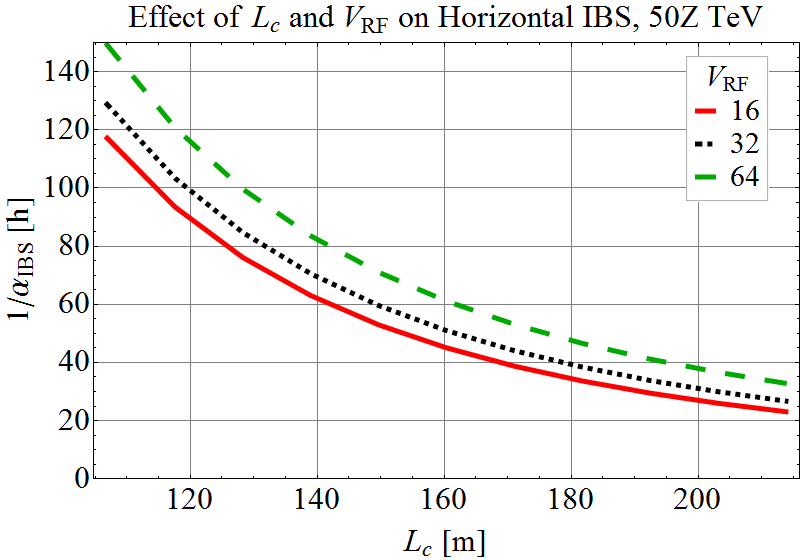 Effect of L_c and V_RF on Horizontal IBS, 50Z TeV
V_RF
16
32
64
1/α_IBS [h]
140
120
100
80
60
40
20
0
120 140 160 180 200
L_c [m]